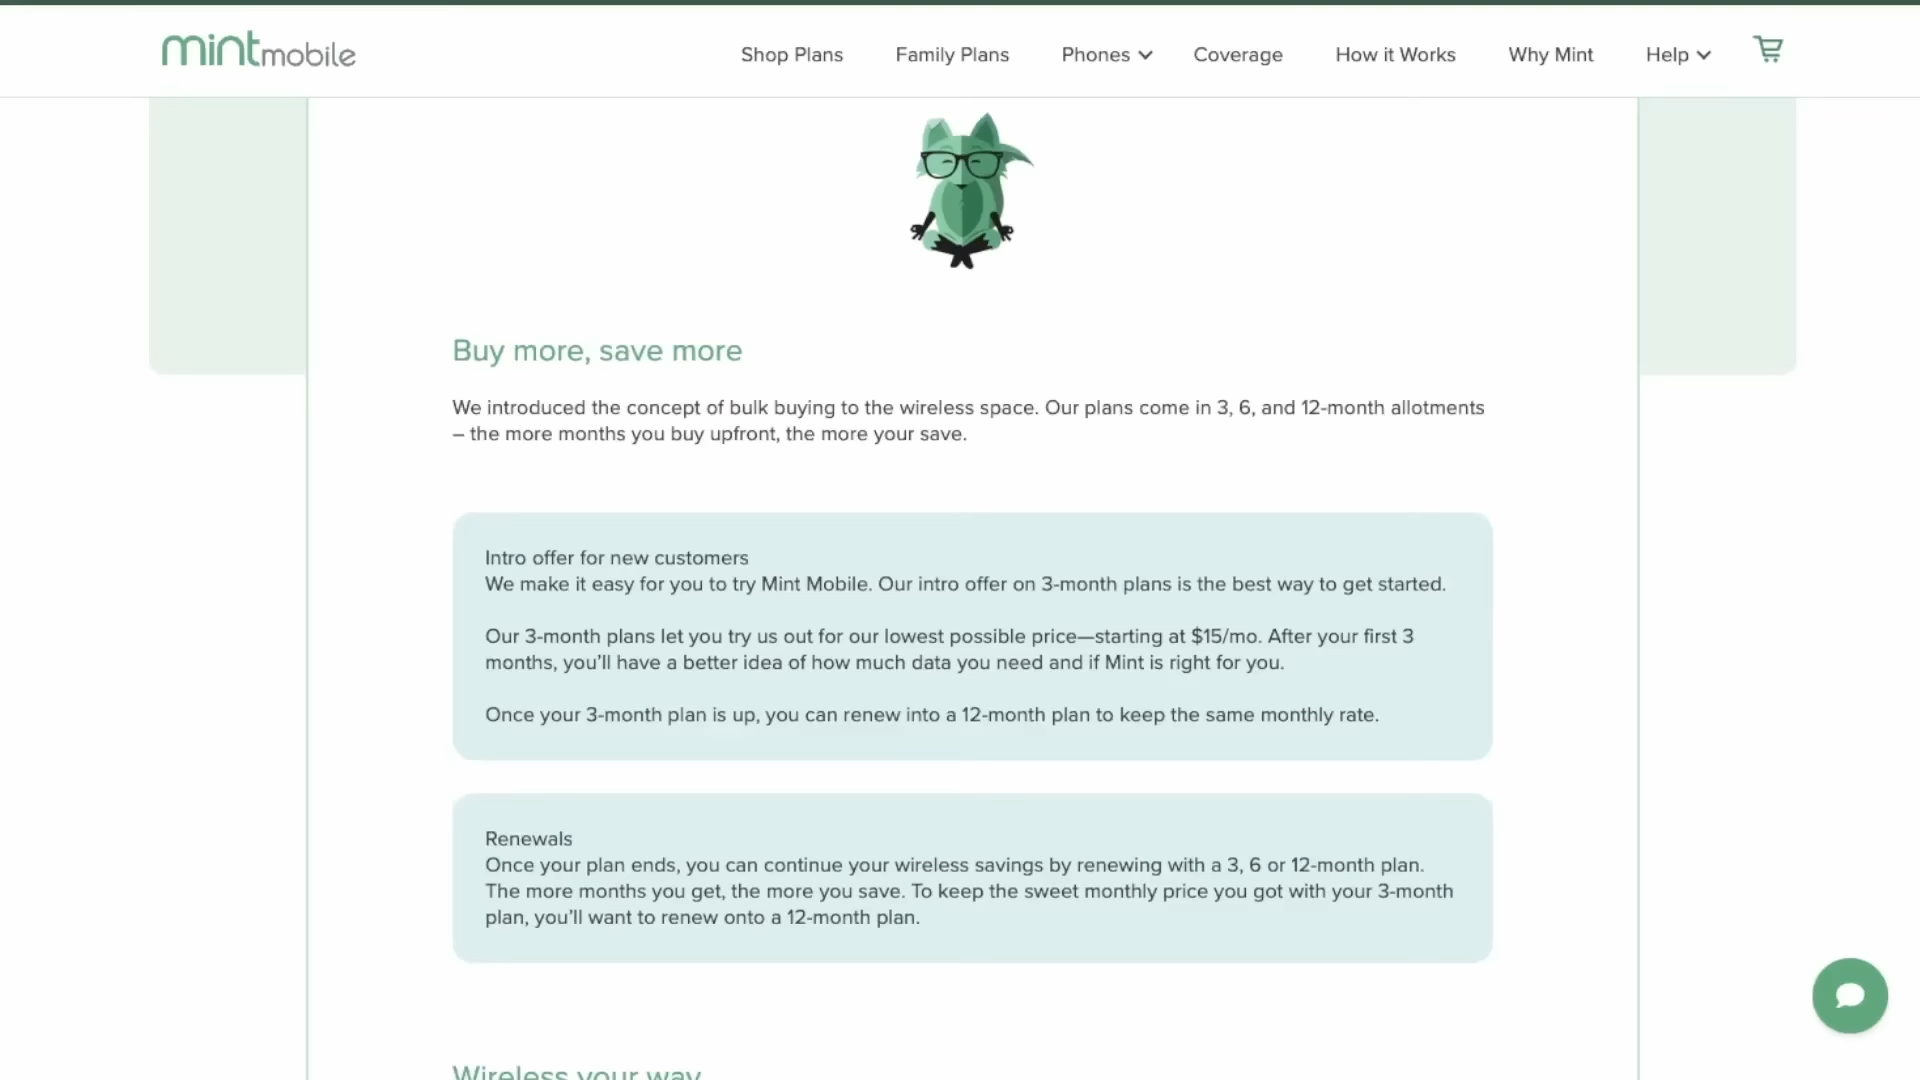 mintmobile
Shop Plans
Family Plans
Phones
Coverage
How it Works
Why Mint
Help
Buy more, save more
We introduced the concept of bulk buying to the wireless space. Our plans come in 3, 6, and 12-month allotments
– the more months you buy upfront, the more your save.
Intro offer for new customers
We make it easy for you to try Mint Mobile. Our intro offer on 3-month plans is the best way to get started.
Our 3-month plans let you try us out for our lowest possible price—starting at $15/mo. After your first 3
months, you’ll have a better idea of how much data you need and if Mint is right for you.
Once your 3-month plan is up, you can renew into a 12-month plan to keep the same monthly rate.
Renewals
Once your plan ends, you can continue your wireless savings by renewing with a 3, 6 or 12-month plan.
The more months you get, the more you save. To keep the sweet monthly price you got with your 3-month
plan, you’ll want to renew onto a 12-month plan.
Wireless your way